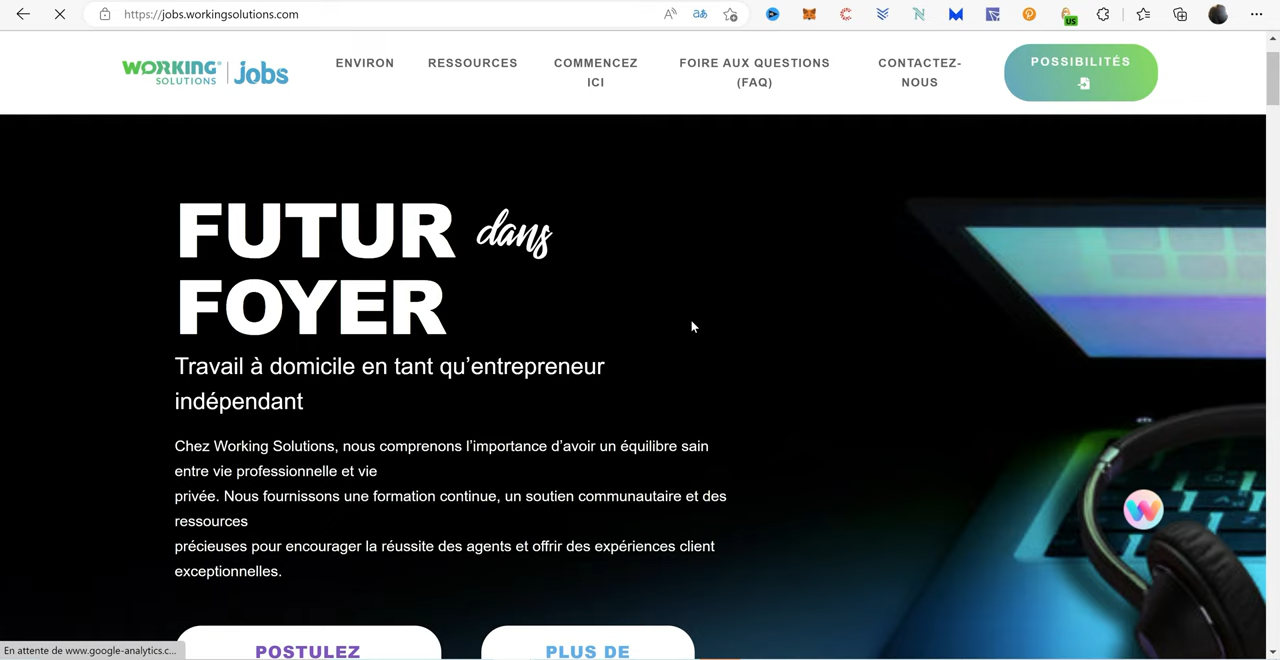 https://jobs.workingsolutions.com
US
WORKING® SOLUTIONS | Jobs
ENVIRON
RESSOURCES
COMMENCEZ
ICI
FOIRE AUX QUESTIONS
(FAQ)
CONTACTEZ-
NOUS
POSSIBILITÉS
FUTUR dans
FOYER
Travail à domicile en tant qu’entrepreneur
indépendant
Chez Working Solutions, nous comprenons l’importance d’avoir un équilibre sain
entre vie professionnelle et vie
privée. Nous fournissons une formation continue, un soutien communautaire et des
ressources
précieuses pour encourager la réussite des agents et offrir des expériences client
exceptionnelles.
POSTULEZ
PLUS DE
En attente de www.google-analytics.c...